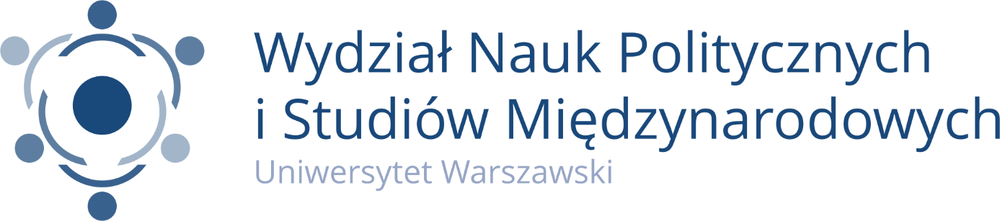 Wydział Nauk Politycznych
i Studiów Międzynarodowych
Uniwersytet Warszawski